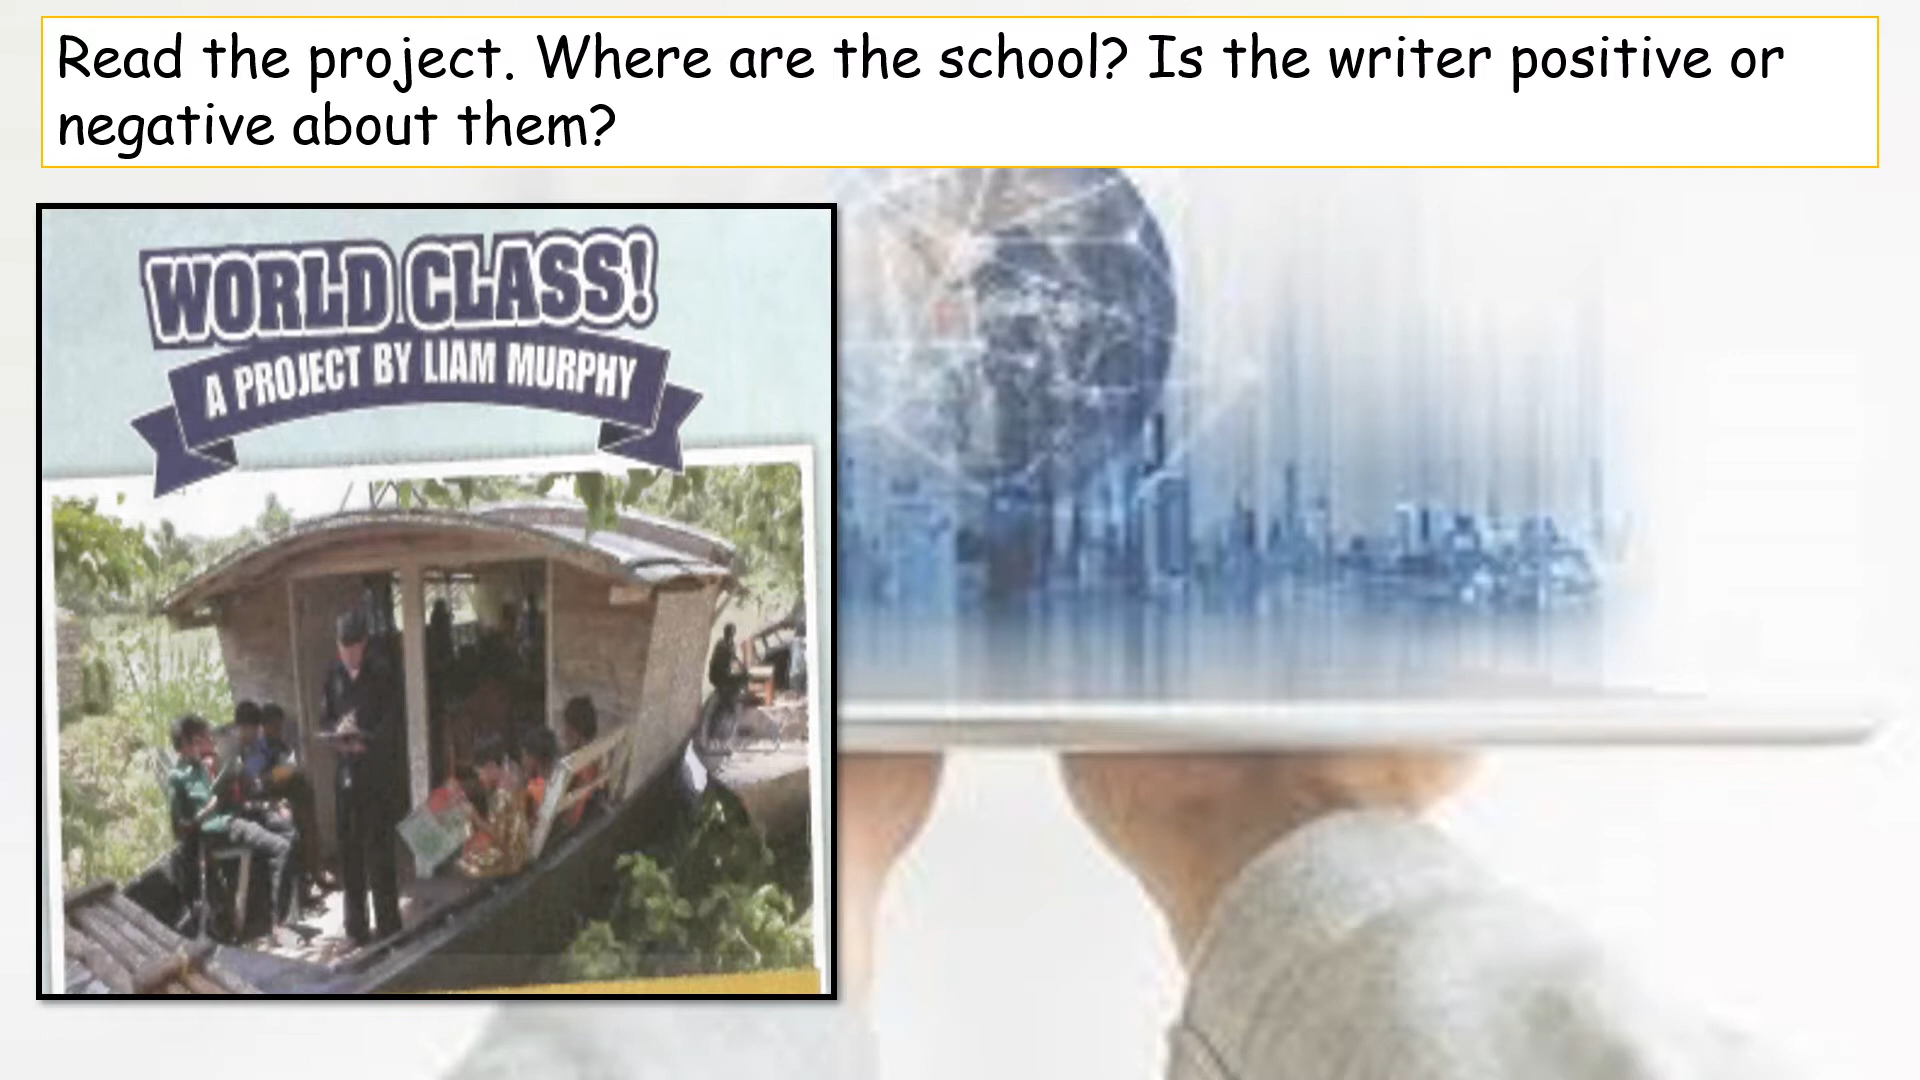 Read the project. Where are the school? Is the writer positive or
negative about them?
WORLD CLASS!
A PROJECT BY LIAM MURPHY